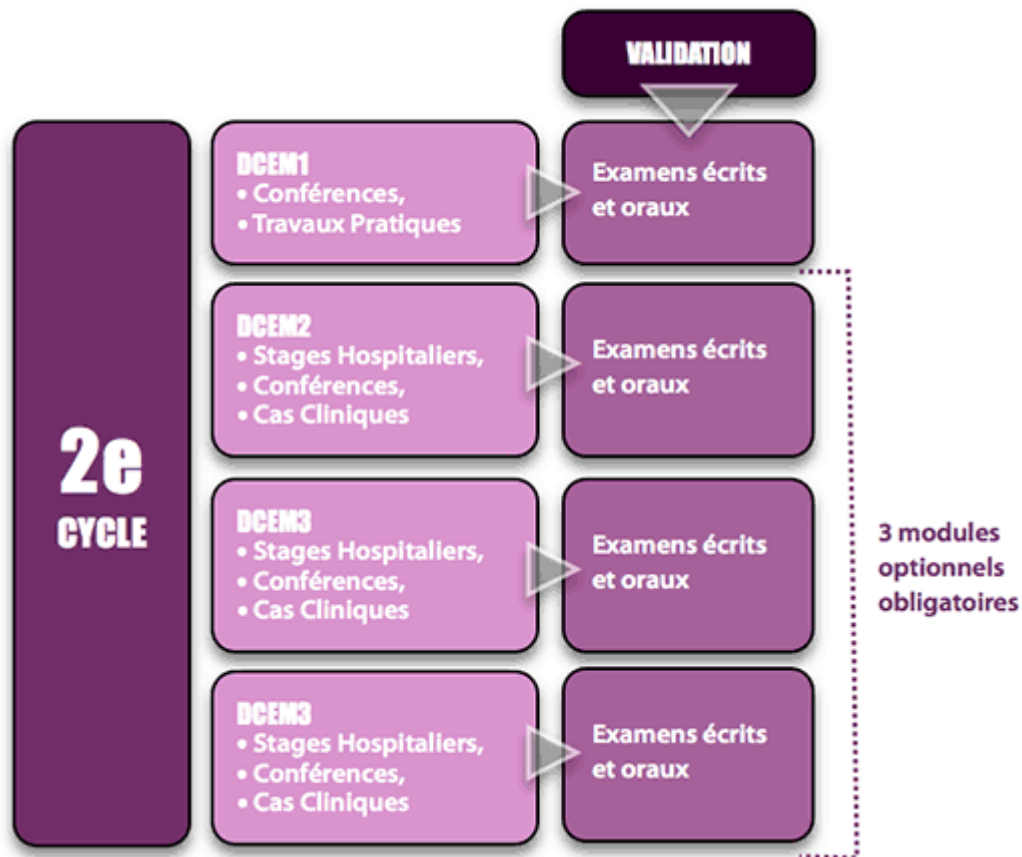 VALIDATION
2e
CYCLE
DCEM1
• Conférences,
• Travaux Pratiques
Examens écrits
et oraux
DCEM2
• Stages Hospitaliers,
• Conférences,
• Cas Cliniques
Examens écrits
et oraux
DCEM3
• Stages Hospitaliers,
• Conférences,
• Cas Cliniques
Examens écrits
et oraux
DCEM3
• Stages Hospitaliers,
• Conférences,
• Cas Cliniques
Examens écrits
et oraux
3 modules
optionnels
obligatoires